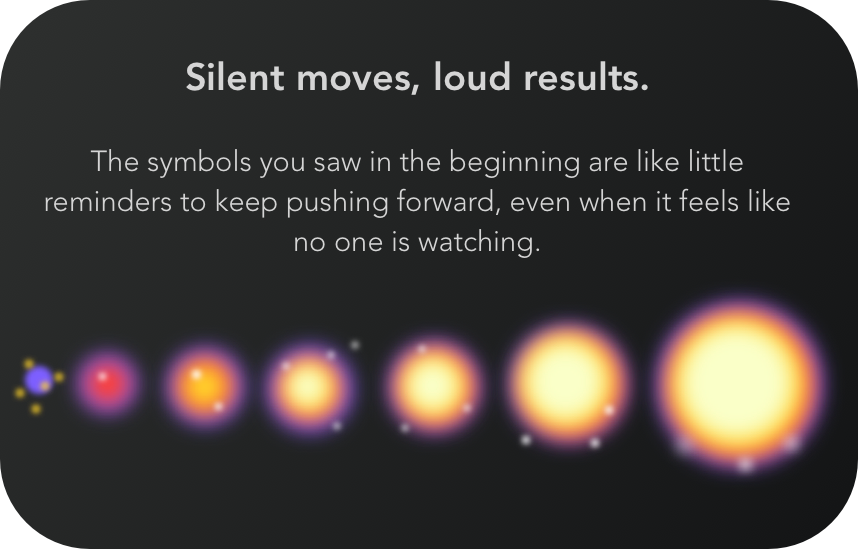 Silent moves, loud results.
The symbols you saw in the beginning are like little
reminders to keep pushing forward, even when it feels like
no one is watching.